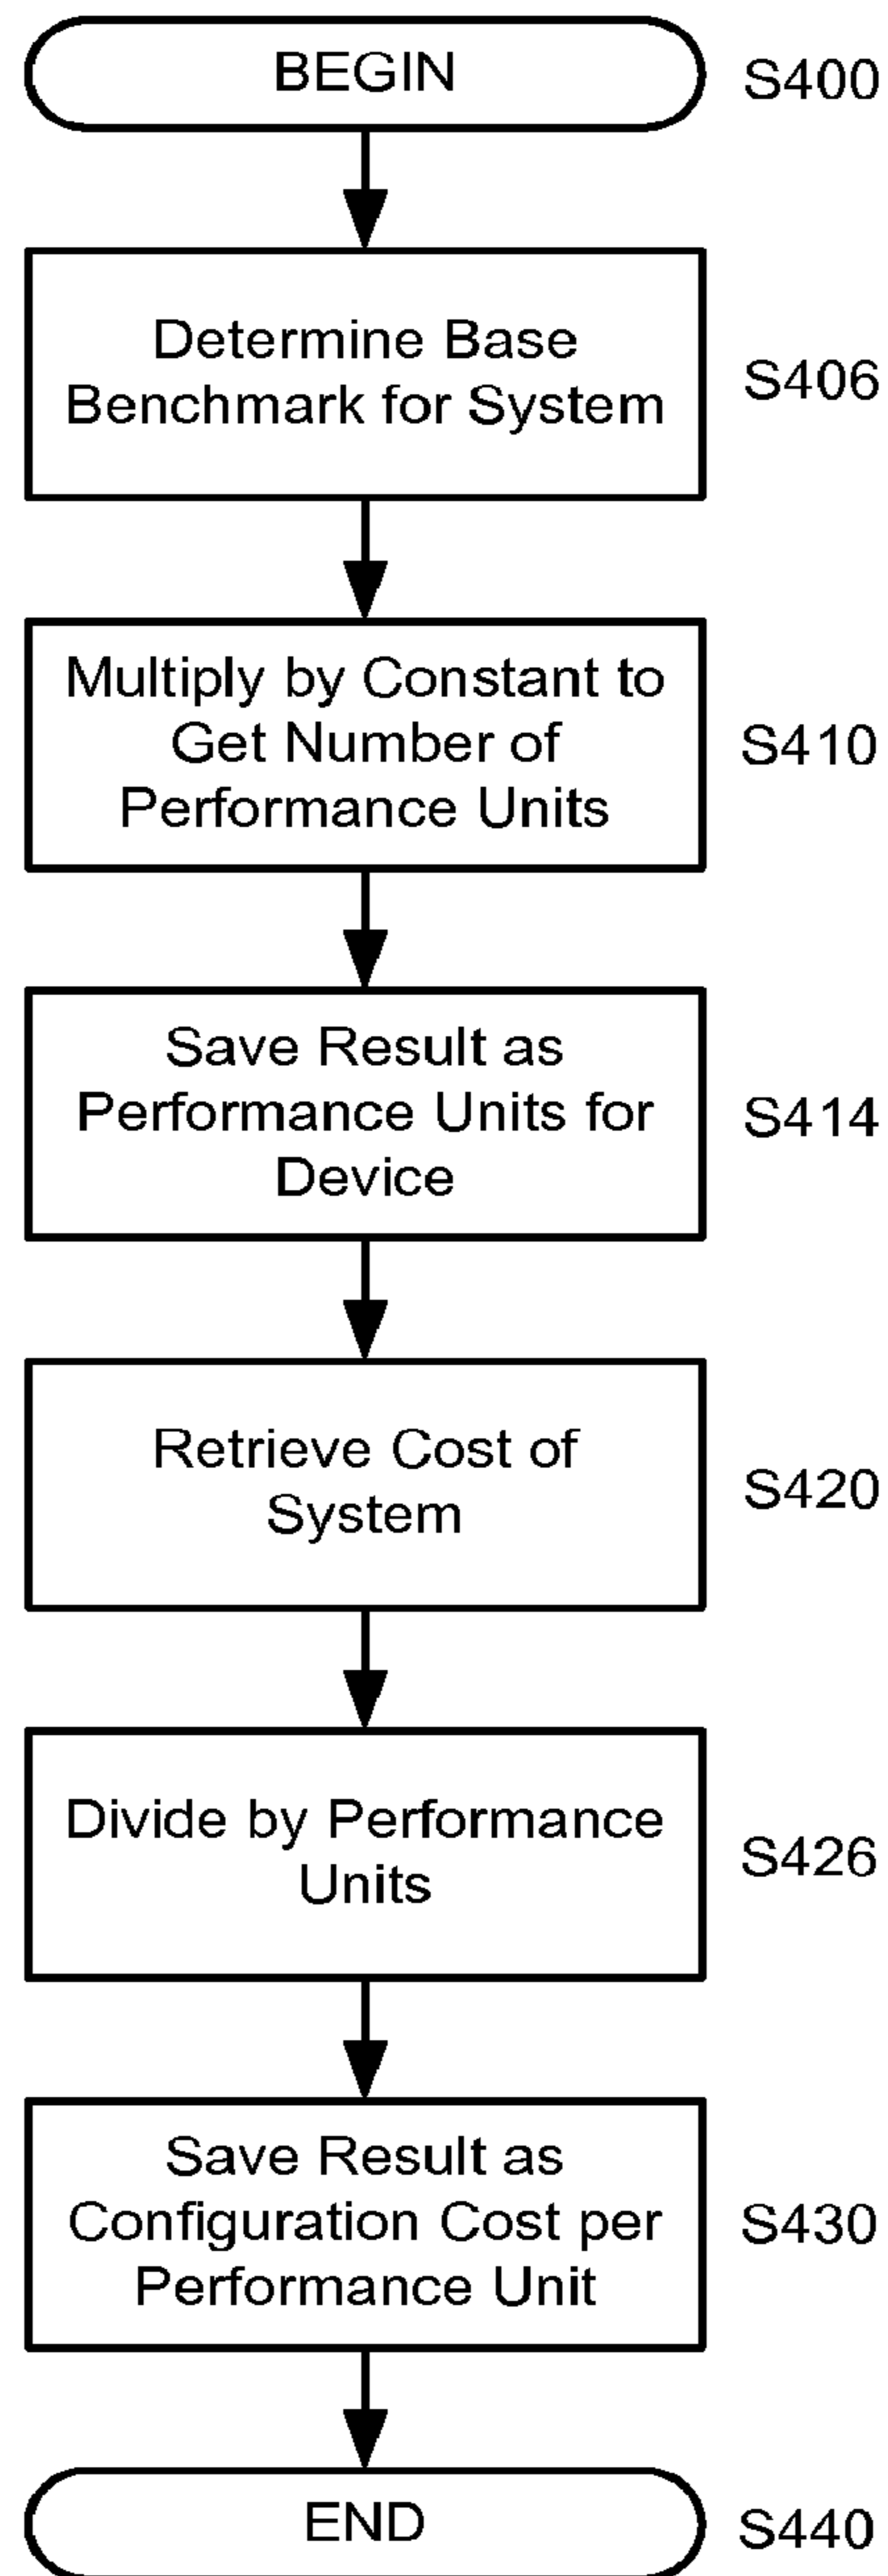 BEGIN
S400
Determine Base
Benchmark for System
S406
Multiply by Constant to
Get Number of
Performance Units
S410
Save Result as
Performance Units for
Device
S414
Retrieve Cost of
System
S420
Divide by Performance
Units
S426
Save Result as
Configuration Cost per
Performance Unit
S430
END
S440